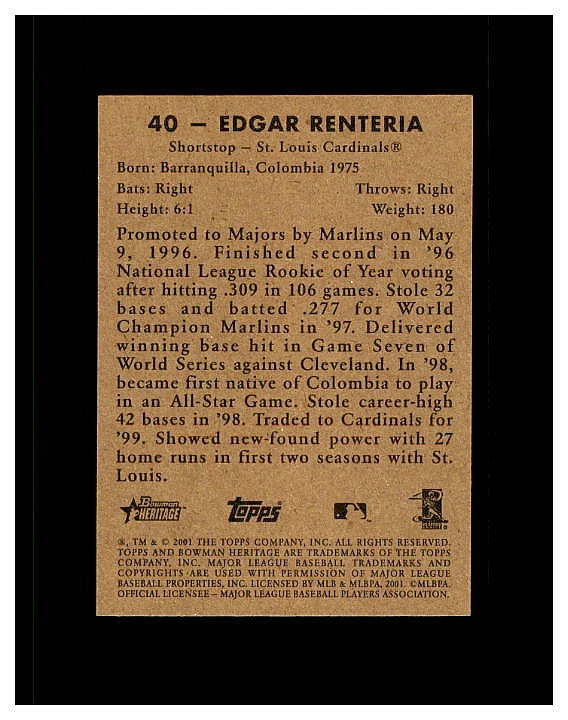 40 – EDGAR RENTERIA
Shortstop – St. Louis Cardinals®
Born: Barranquilla, Colombia 1975
Bats: Right Throws: Right
Height: 6:1 Weight: 180
Promoted to Majors by Marlins on May
9, 1996. Finished second in '96
National League Rookie of Year voting
after hitting .309 in 106 games. Stole 32
bases and batted .277 for World
Champion Marlins in '97. Delivered
winning base hit in Game Seven of
World Series against Cleveland. In '98,
became first native of Colombia to play
in an All-Star Game. Stole career-high
42 bases in '98. Traded to Cardinals for
'99. Showed new-found power with 27
home runs in first two seasons with St.
Louis.
Bowman
HERITAGE
Topps
®, TM & © 2001 THE TOPPS COMPANY, INC. ALL RIGHTS RESERVED.
TOPPS AND BOWMAN HERITAGE ARE TRADEMARKS OF THE TOPPS
COMPANY, INC. MAJOR LEAGUE BASEBALL TRADEMARKS AND
COPYRIGHTS ARE USED WITH PERMISSION OF MAJOR LEAGUE
BASEBALL PROPERTIES, INC. LICENSED BY MLB & MLBPA, 2001. ©MLBPA.
OFFICIAL LICENSEE – MAJOR LEAGUE BASEBALL PLAYERS ASSOCIATION.